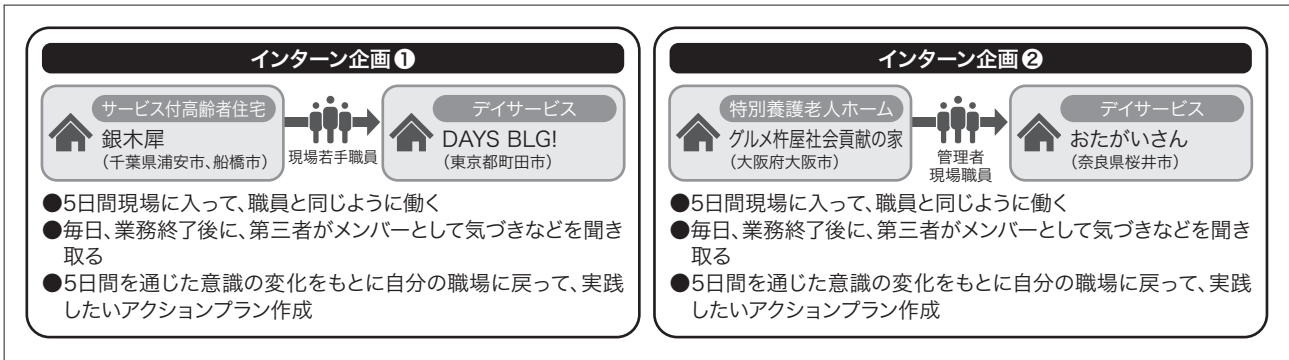 インターン企画❶
サービス付高齢者住宅
銀木犀
(千葉県浦安市、船橋市)
現場若手職員
デイサービス
DAYS BLG!
(東京都町田市)
●5日間現場に入って、職員と同じように働く
●毎日、業務終了後に、第三者がメンバーとして気づきなどを聞き
取る
●5日間を通じた意識の変化をもとに自分の職場に戻って、実践
したいアクションプラン作成
インターン企画❷
特別養護老人ホーム
グルメ杵屋社会貢献の家
(大阪府大阪市)
管理者
現場職員
デイサービス
おたがいさん
(奈良県桜井市)
●5日間現場に入って、職員と同じように働く
●毎日、業務終了後に、第三者がメンバーとして気づきなどを聞き
取る
●5日間を通じた意識の変化をもとに自分の職場に戻って、実践
したいアクションプラン作成